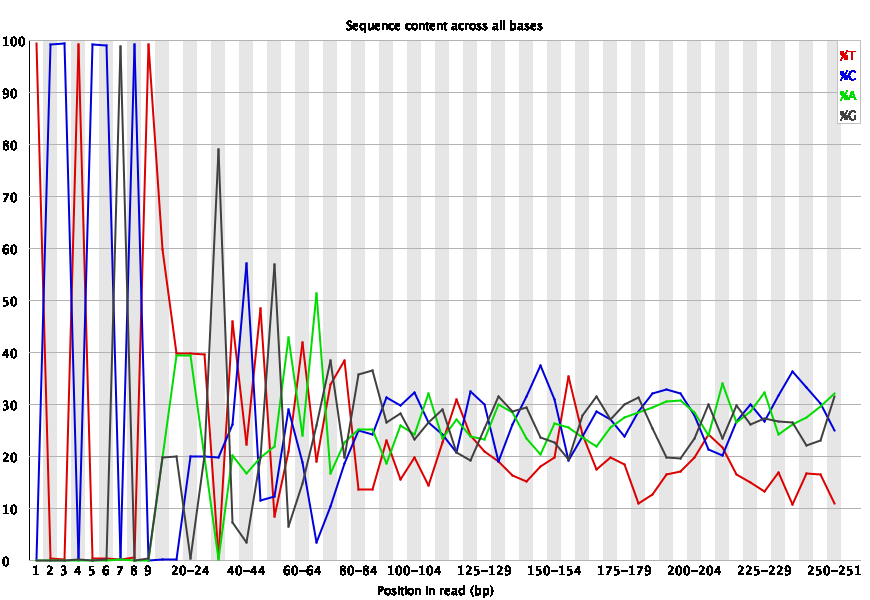 Sequence content across all bases
100
90
80
70
60
50
40
30
20
10
0
%T
%C
%A
%G
1 2 3 4 5 6 7 8 9 20-24 40-44 60-64 80-84 100-104 125-129 150-154 175-179 200-204 225-229 250-251
Position in read (bp)